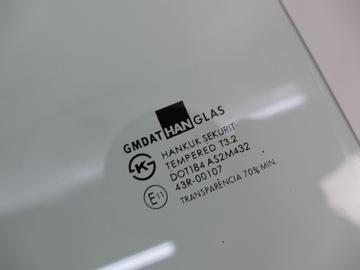 GMDAT HANGLAS
HANKUK SEKURIT
TEMPERED T3.2
DOT184 AS2M432
43R-00107
E11
TRANSPARÊNCIA 70% MIN.